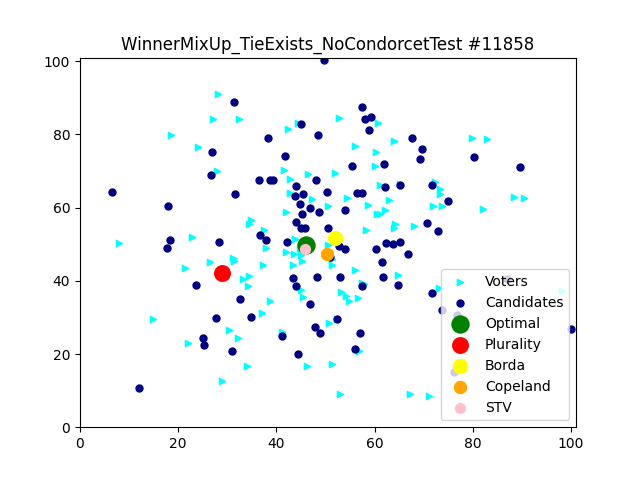 WinnerMixUp_TieExists_NoCondorcetTest #11858
100
80
60
40
20
0
0 20 40 60 80 100
Voters
Candidates
Optimal
Plurality
Borda
Copeland
STV